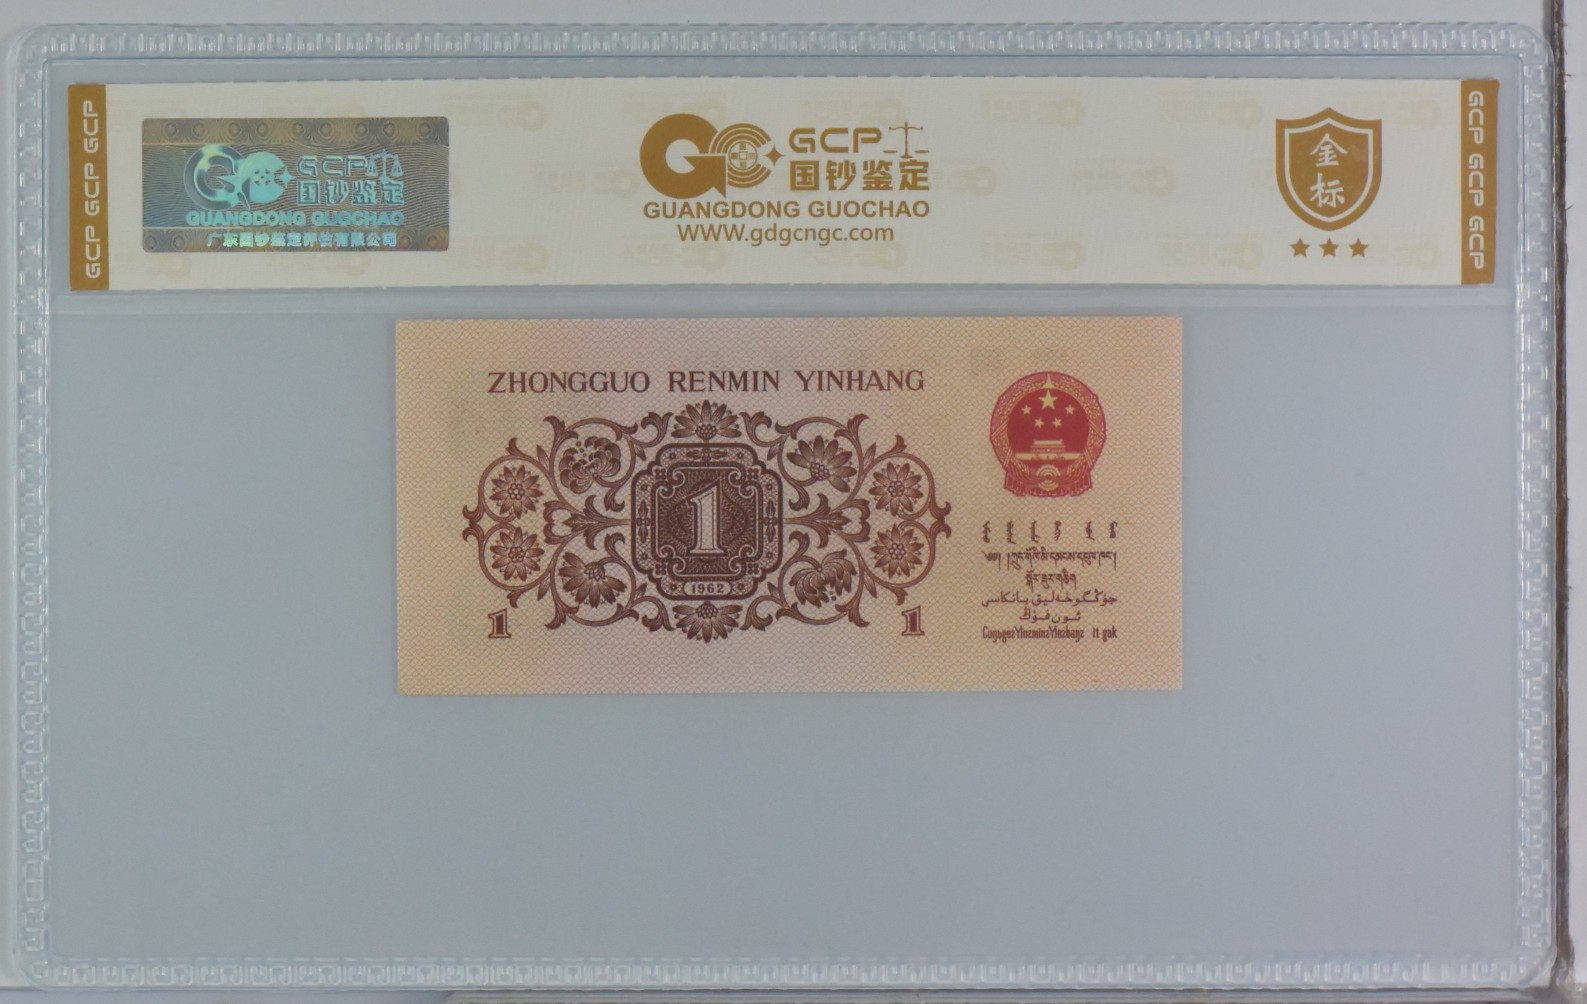 GCP GCP GCP
GCP
国钞鉴定
GUANGDONG GUOCHAO
广东国钞鉴定评估有限公司
GCP
国钞鉴定
GUANGDONG GUOCHAO
WWW.gdgcngc.com
金标
GCP GCP GCP
ZHONGGUO RENMIN YINHANG
1
1962
1
1
جۇڭگوخەلىق بانكاسى